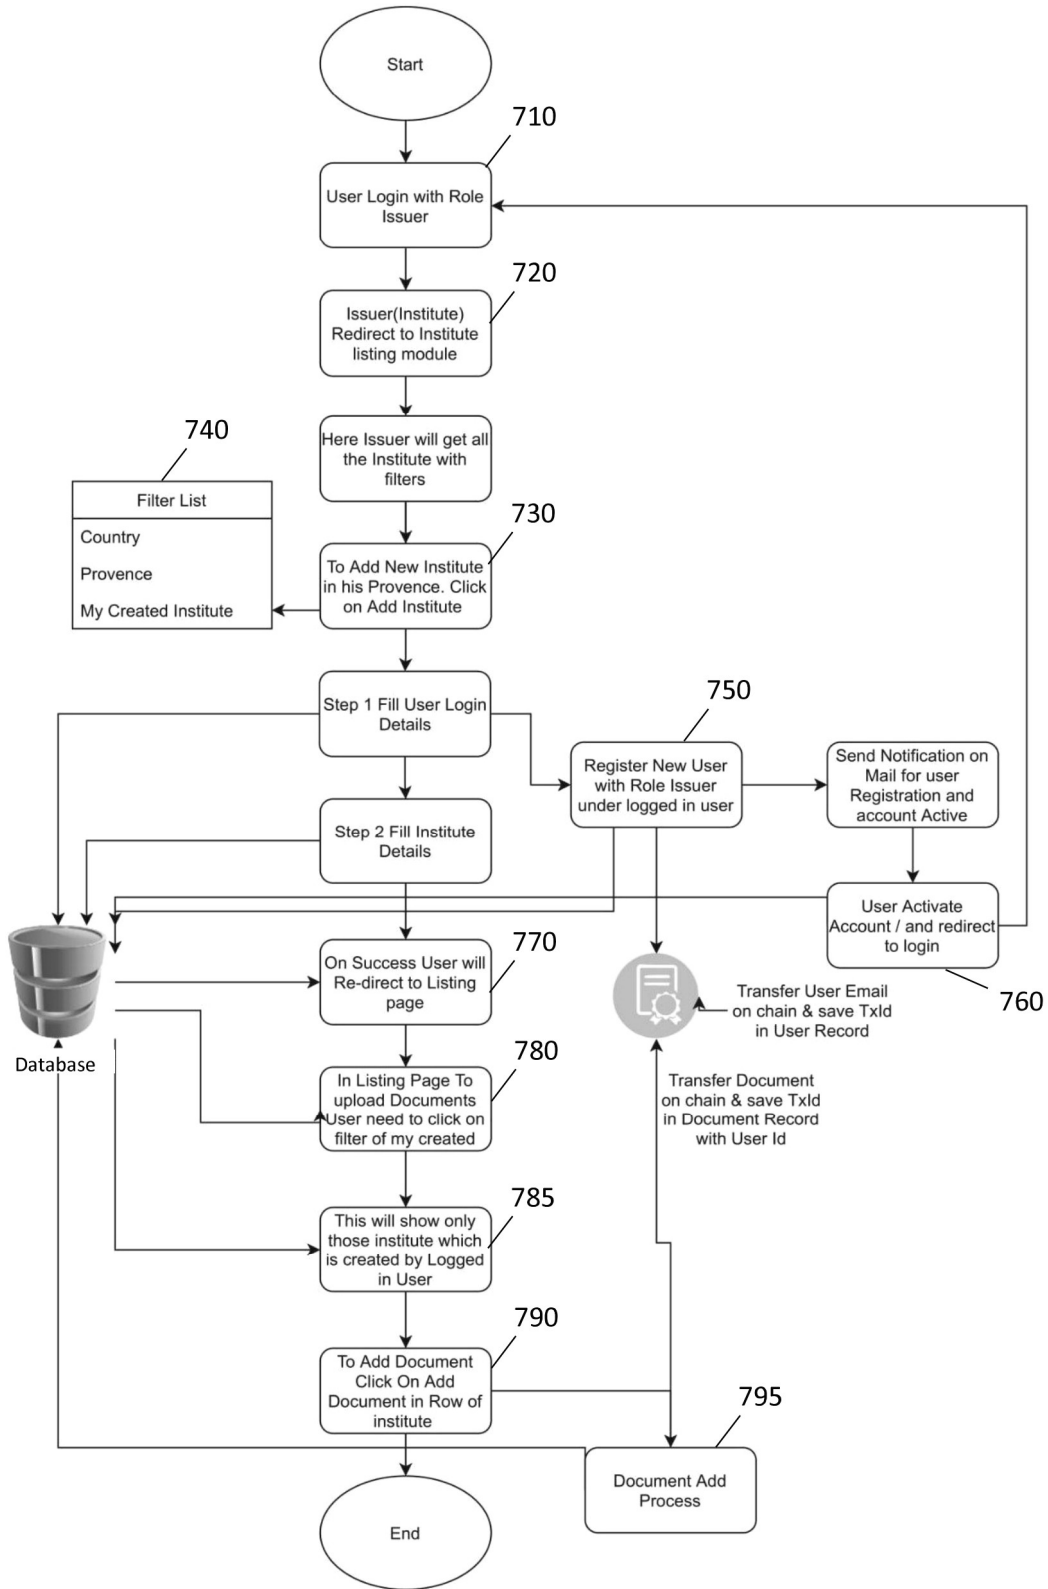 Start
710
User Login with Role
Issuer
720
Issuer(Institute)
Redirect to Institute
listing module
Here Issuer will get all
the Institute with
filters
740
Filter List
Country
Provence
My Created Institute
730
To Add New Institute
in his Provence. Click
on Add Institute
Step 1 Fill User Login
Details
750
Register New User
with Role Issuer
under logged in user
Send Notification on
Mail for user
Registration and
account Active
Step 2 Fill Institute
Details
User Activate
Account / and redirect
to login
760
770
On Success User will
Re-direct to Listing
page
Database
Transfer User Email
on chain & save TxId
in User Record
780
In Listing Page To
upload Documents
User need to click on
filter of my created
Transfer Document
on chain & save TxId
in Document Record
with User Id
785
This will show only
those institute which
is created by Logged
in User
790
To Add Document
Click On Add
Document in Row of
institute
795
Document Add
Process
End